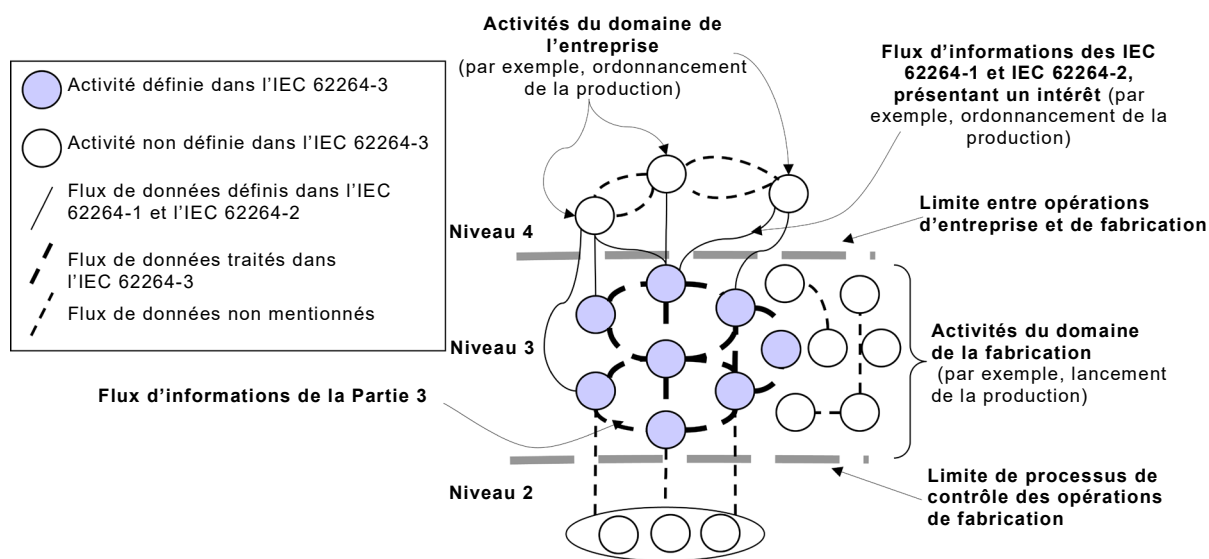 Activités du domaine de
l'entreprise
(par exemple, ordonnancement
de la production)
Flux d'informations des IEC
62264-1 et IEC 62264-2,
présentant un intérêt (par
exemple, ordonnancement de la
production)
Activité définie dans l'IEC 62264-3
Activité non définie dans l'IEC 62264-3
Flux de données définis dans l'IEC
62264-1 et l'IEC 62264-2
Flux de données traités dans
l'IEC 62264-3
Flux de données non mentionnés
Limite entre opérations
d'entreprise et de fabrication
Niveau 4
Niveau 3
Activités du domaine
de la fabrication
(par exemple, lancement
de la production)
Flux d'informations de la Partie 3
Niveau 2
Limite de processus de
contrôle des opérations
de fabrication